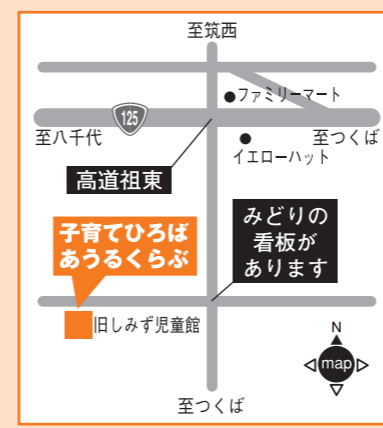 至筑西
ファミリーマート
125
至八千代
至つくば
イエローハット
高道祖東
みどりの
看板が
あります
子育てひろば
あうるくらぶ
旧しみず児童館
N
map
至つくば